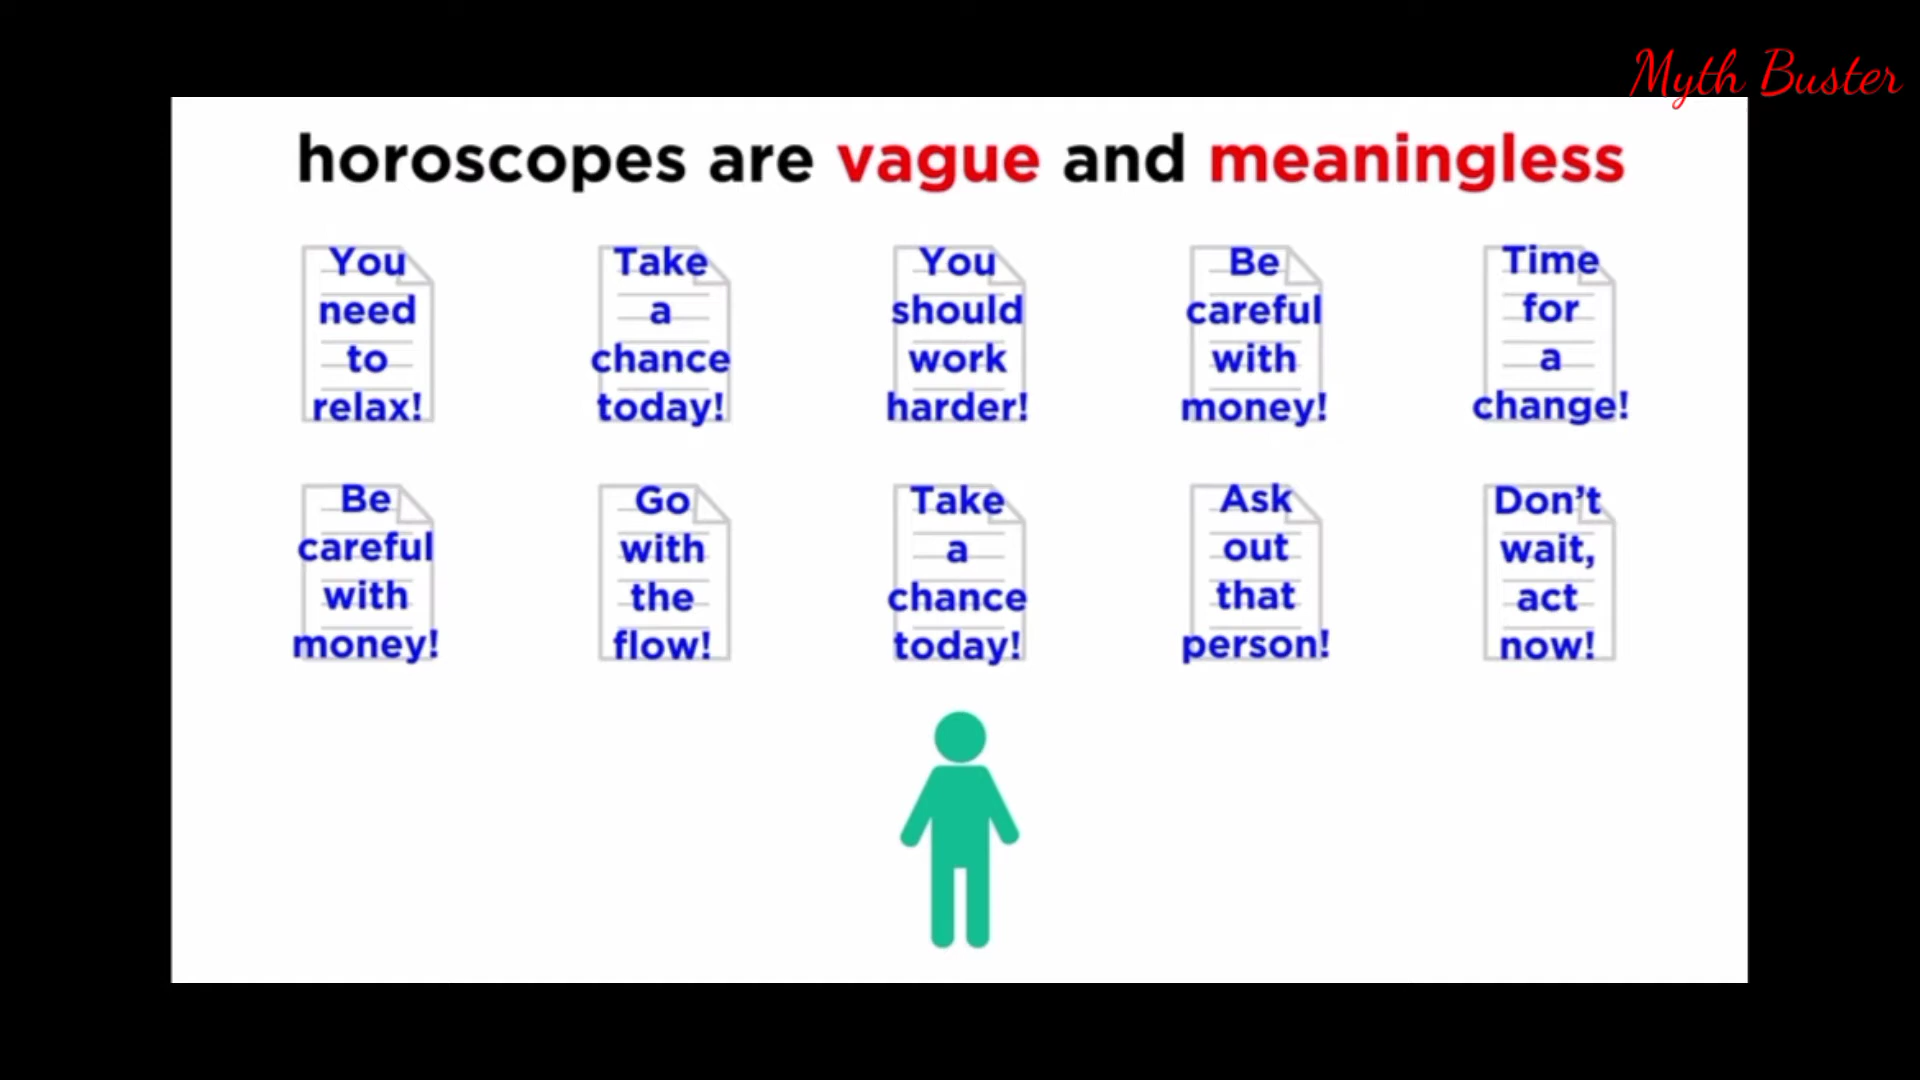 Myth Buster
horoscopes are vague and meaningless
You
need
to
relax!
Take
a
chance
today!
You
should
work
harder!
Be
careful
with
money!
Time
for
a
change!
Be
careful
with
money!
Go
with
the
flow!
Take
a
chance
today!
Ask
out
that
person!
Don't
wait,
act
now!